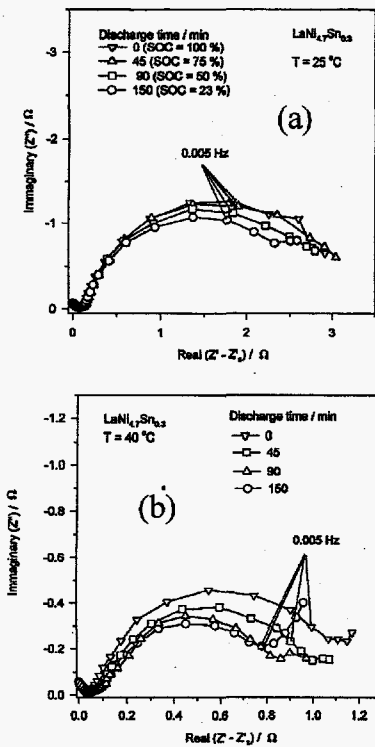 Discharge time / min
0 (SOC = 100 %)
45 (SOC = 75 %)
90 (SOC = 50 %)
150 (SOC = 23 %)
LaNi4.7Sn0.3
T = 25 °C
(a)
0.005 Hz
-3
-2
-1
0
Immaginary (Z'') / Ω
0 1 2 3
Real (Z' - Z's) / Ω
LaNi4.7Sn0.3
T = 40 °C
Discharge time / min
0
45
90
150
(b)
0.005 Hz
-1.2
-1.0
-0.8
-0.6
-0.4
-0.2
0.0
Immaginary (Z'') / Ω
0.0 0.2 0.4 0.6 0.8 1.0 1.2
Real (Z' - Z's) / Ω